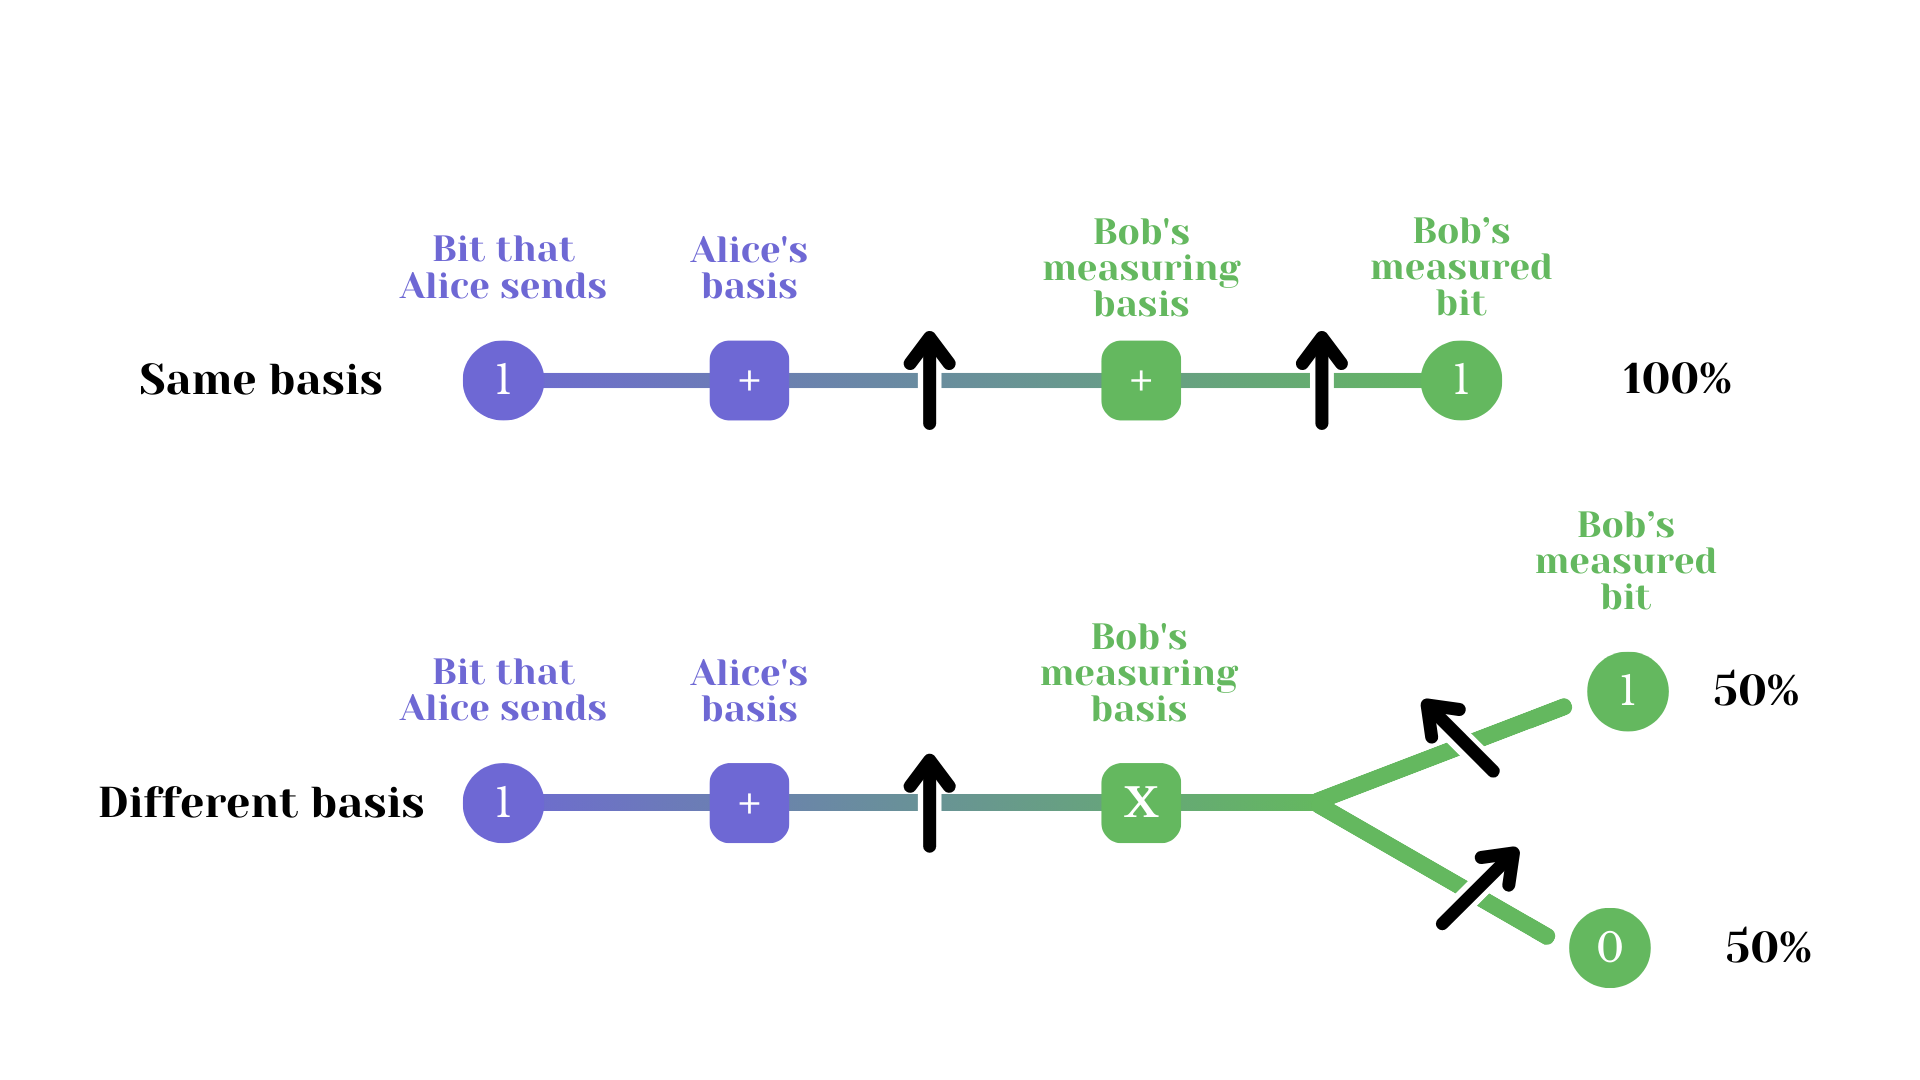 Bit that
Alice sends
Alice's
basis
Bob's
measuring
basis
Bob’s
measured
bit
Same basis
1
+
+
1
100%
Bob’s
measured
bit
Bit that
Alice sends
Alice's
basis
Bob's
measuring
basis
1
50%
Different basis
1
+
X
0
50%